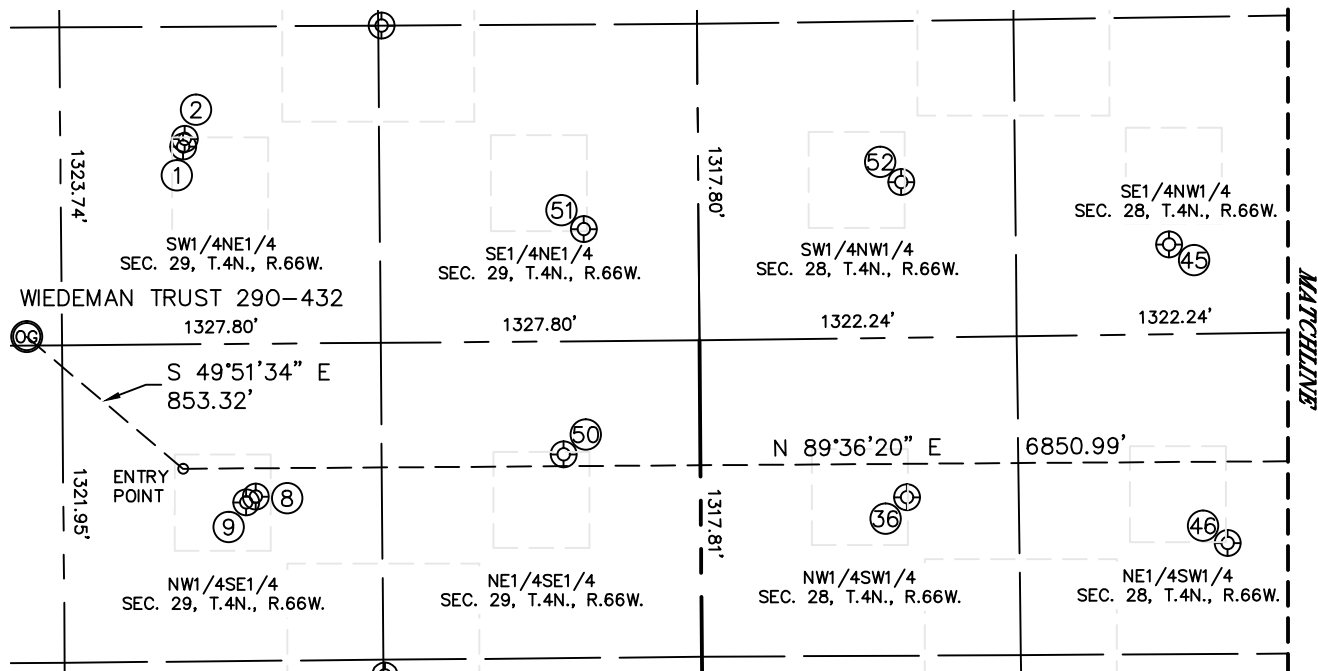 2
1
1323.74'
SW1/4NE1/4
SEC. 29, T.4N., R.66W.
51
SE1/4NE1/4
SEC. 29, T.4N., R.66W.
1317.80'
52
SW1/4NW1/4
SEC. 28, T.4N., R.66W.
SE1/4NW1/4
SEC. 28, T.4N., R.66W.
45
WIEDEMAN TRUST 290-432
1327.80'
1327.80'
1322.24'
1322.24'
MATCHLINE
OG
S 49°51'34" E
853.32'
50
N 89°36'20" E 6850.99'
ENTRY
POINT
1321.95'
8
9
1317.81'
36
46
NW1/4SE1/4
SEC. 29, T.4N., R.66W.
NE1/4SE1/4
SEC. 29, T.4N., R.66W.
NW1/4SW1/4
SEC. 28, T.4N., R.66W.
NE1/4SW1/4
SEC. 28, T.4N., R.66W.